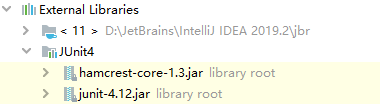 External Libraries
< 11 > D:\JetBrains\IntelliJ IDEA 2019.2\jbr
JUnit4
hamcrest-core-1.3.jar library root
junit-4.12.jar library root